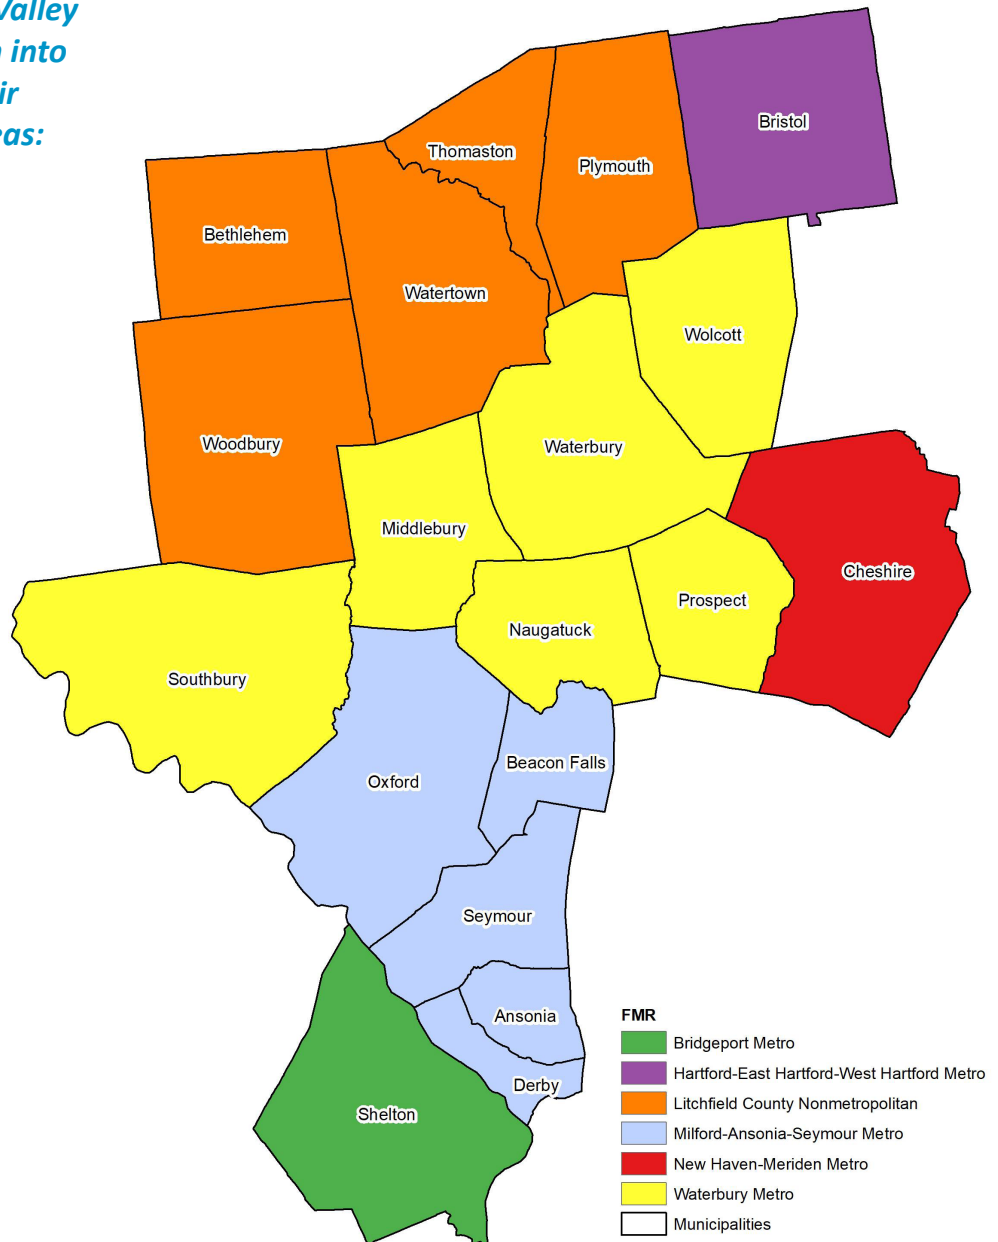 Valley
into
eas:
Bristol
Thomaston
Plymouth
Bethlehem
Watertown
Wolcott
Woodbury
Waterbury
Middlebury
Cheshire
Prospect
Naugatuck
Southbury
Beacon Falls
Oxford
Seymour
Ansonia
Derby
Shelton
FMR
Bridgeport Metro
Hartford-East Hartford-West Hartford Metro
Litchfield County Nonmetropolitan
Milford-Ansonia-Seymour Metro
New Haven-Meriden Metro
Waterbury Metro
Municipalities